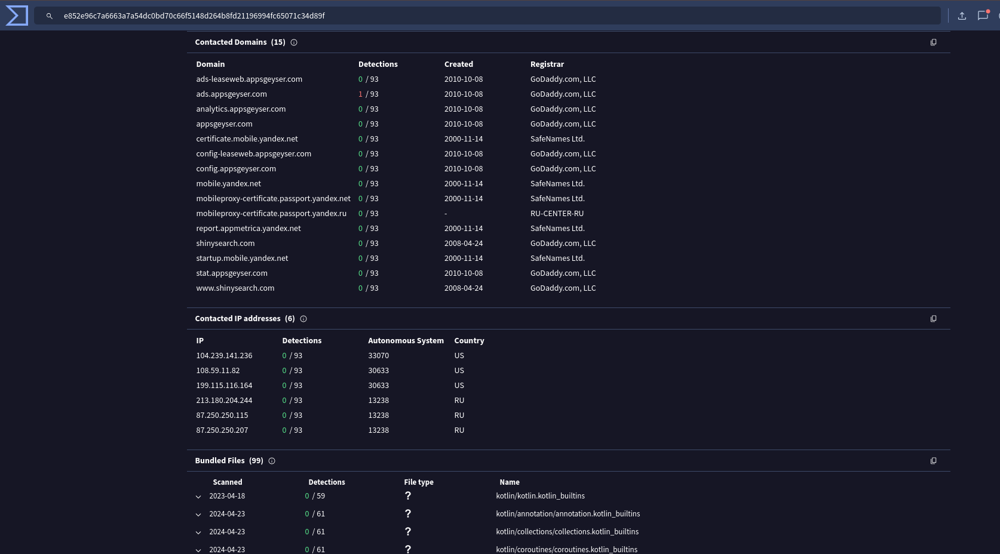 e852e96c7a6663a7a54dc0bd70c66f5148d264b8fd21196994fc65071c34d89f
Contacted Domains (15)
Domain Detections Created Registrar
ads-leaseweb.appsgeyser.com 0 / 93 2010-10-08 GoDaddy.com, LLC
ads.appsgeyser.com 1 / 93 2010-10-08 GoDaddy.com, LLC
analytics.appsgeyser.com 0 / 93 2010-10-08 GoDaddy.com, LLC
appsgeyser.com 0 / 93 2010-10-08 GoDaddy.com, LLC
certificate.mobile.yandex.net 0 / 93 2000-11-14 SafeNames Ltd.
config-leaseweb.appsgeyser.com 0 / 93 2010-10-08 GoDaddy.com, LLC
config.appsgeyser.com 0 / 93 2010-10-08 GoDaddy.com, LLC
mobile.yandex.net 0 / 93 2000-11-14 SafeNames Ltd.
mobileproxy-certificate.passport.yandex.net 0 / 93 2000-11-14 SafeNames Ltd.
mobileproxy-certificate.passport.yandex.ru 0 / 93 - RU-CENTER-RU
report.appmetrica.yandex.net 0 / 93 2000-11-14 SafeNames Ltd.
shinysearch.com 0 / 93 2008-04-24 GoDaddy.com, LLC
startup.mobile.yandex.net 0 / 93 2000-11-14 SafeNames Ltd.
stat.appsgeyser.com 0 / 93 2010-10-08 GoDaddy.com, LLC
www.shinysearch.com 0 / 93 2008-04-24 GoDaddy.com, LLC
Contacted IP addresses (6)
IP Detections Autonomous System Country
104.239.141.236 0 / 93 33070 US
108.59.11.82 0 / 93 30633 US
199.115.116.164 0 / 93 30633 US
213.180.204.244 0 / 93 13238 RU
87.250.250.115 0 / 93 13238 RU
87.250.250.207 0 / 93 13238 RU
Bundled Files (99)
Scanned Detections File type Name
2023-04-18 0 / 59 ? kotlin/kotlin.kotlin_builtins
2024-04-23 0 / 61 ? kotlin/annotation/annotation.kotlin_builtins
2024-04-23 0 / 61 ? kotlin/collections/collections.kotlin_builtins
2024-04-23 0 / 61 ? kotlin/coroutines/coroutines.kotlin_builtins